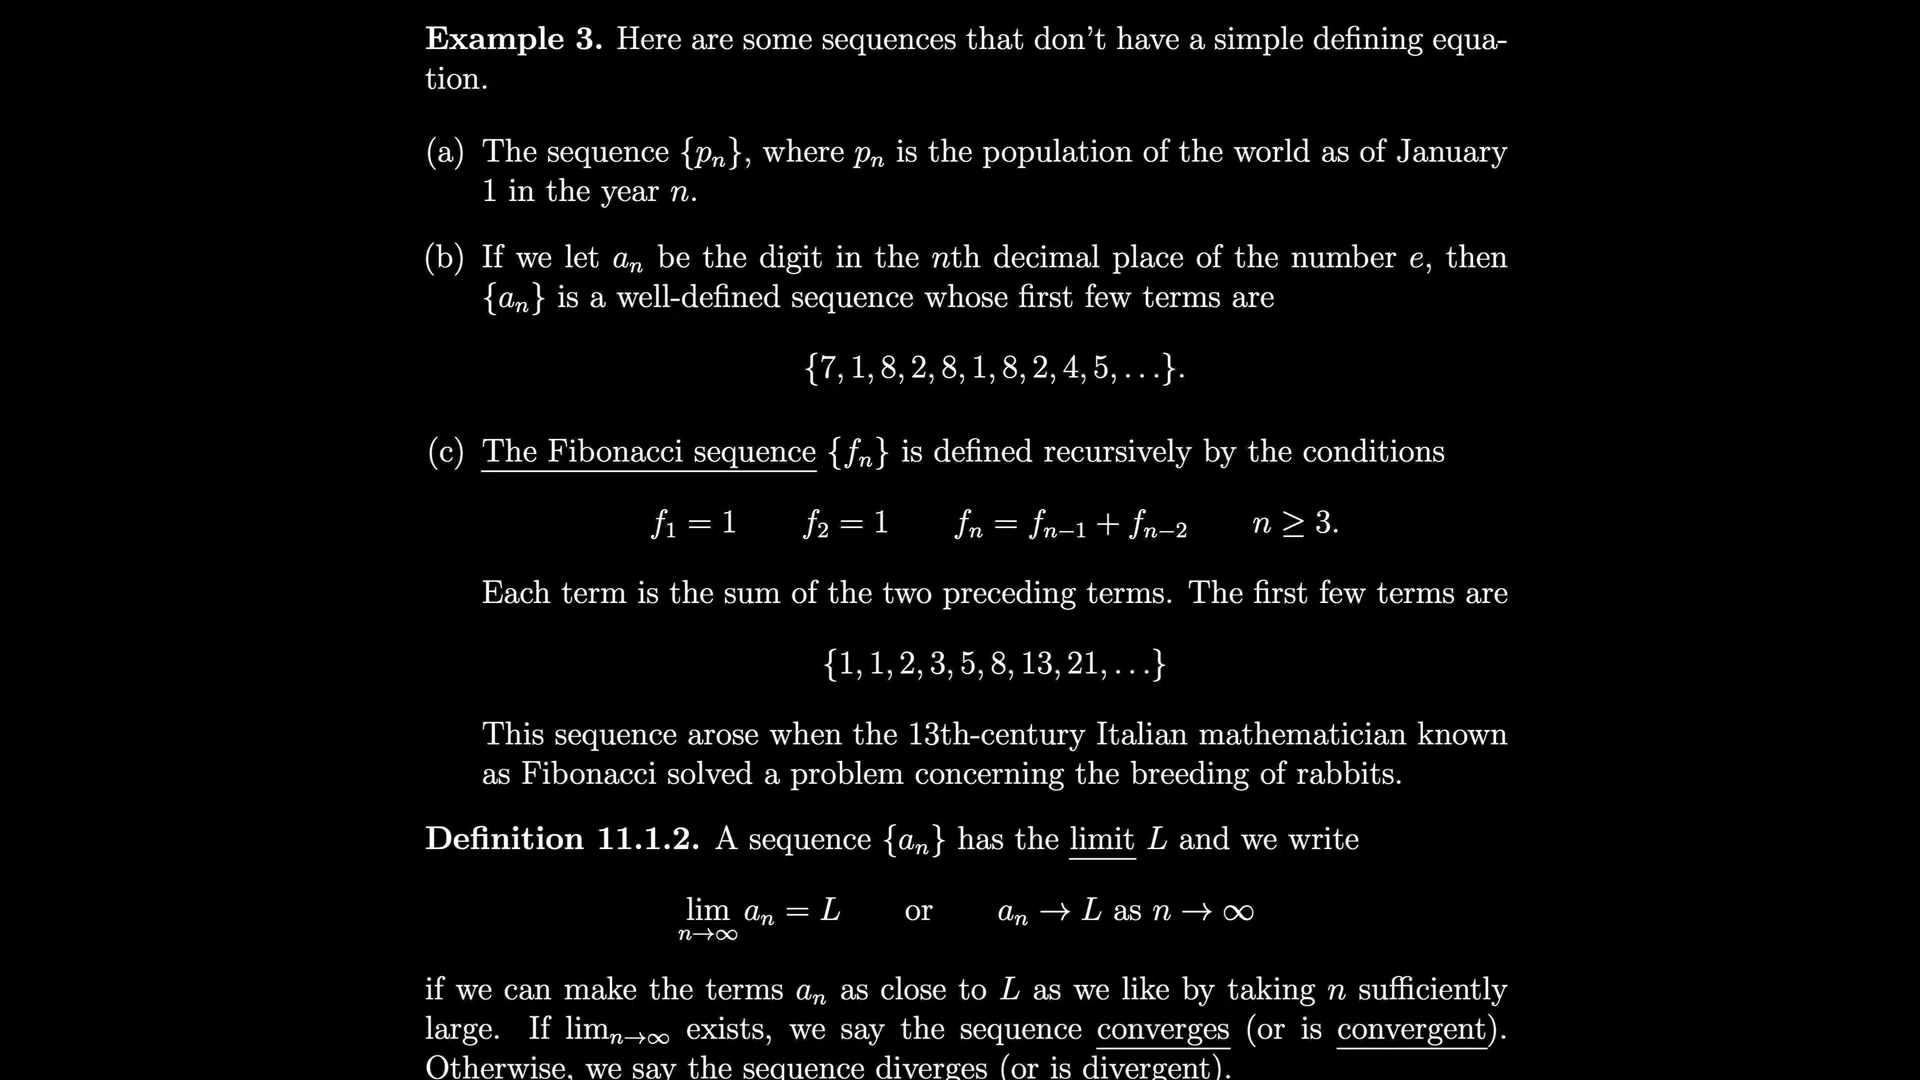 Example 3. Here are some sequences that don't have a simple defining equa-
tion.
(a) The sequence {pₙ}, where pₙ is the population of the world as of January
1 in the year n.
(b) If we let aₙ be the digit in the nth decimal place of the number e, then
{aₙ} is a well-defined sequence whose first few terms are
{7, 1, 8, 2, 8, 1, 8, 2, 4, 5, . . .}.
(c) The Fibonacci sequence {fₙ} is defined recursively by the conditions
f₁ = 1 f₂ = 1 fₙ = fₙ₋₁ + fₙ₋₂ n ≥ 3.
Each term is the sum of the two preceding terms. The first few terms are
{1, 1, 2, 3, 5, 8, 13, 21, . . .}
This sequence arose when the 13th-century Italian mathematician known
as Fibonacci solved a problem concerning the breeding of rabbits.
Definition 11.1.2. A sequence {aₙ} has the limit L and we write
lim n→∞ aₙ = L or aₙ → L as n → ∞
if we can make the terms aₙ as close to L as we like by taking n sufficiently
large. If limn→∞ exists, we say the sequence converges (or is convergent).
Otherwise, we say the sequence diverges (or is divergent).